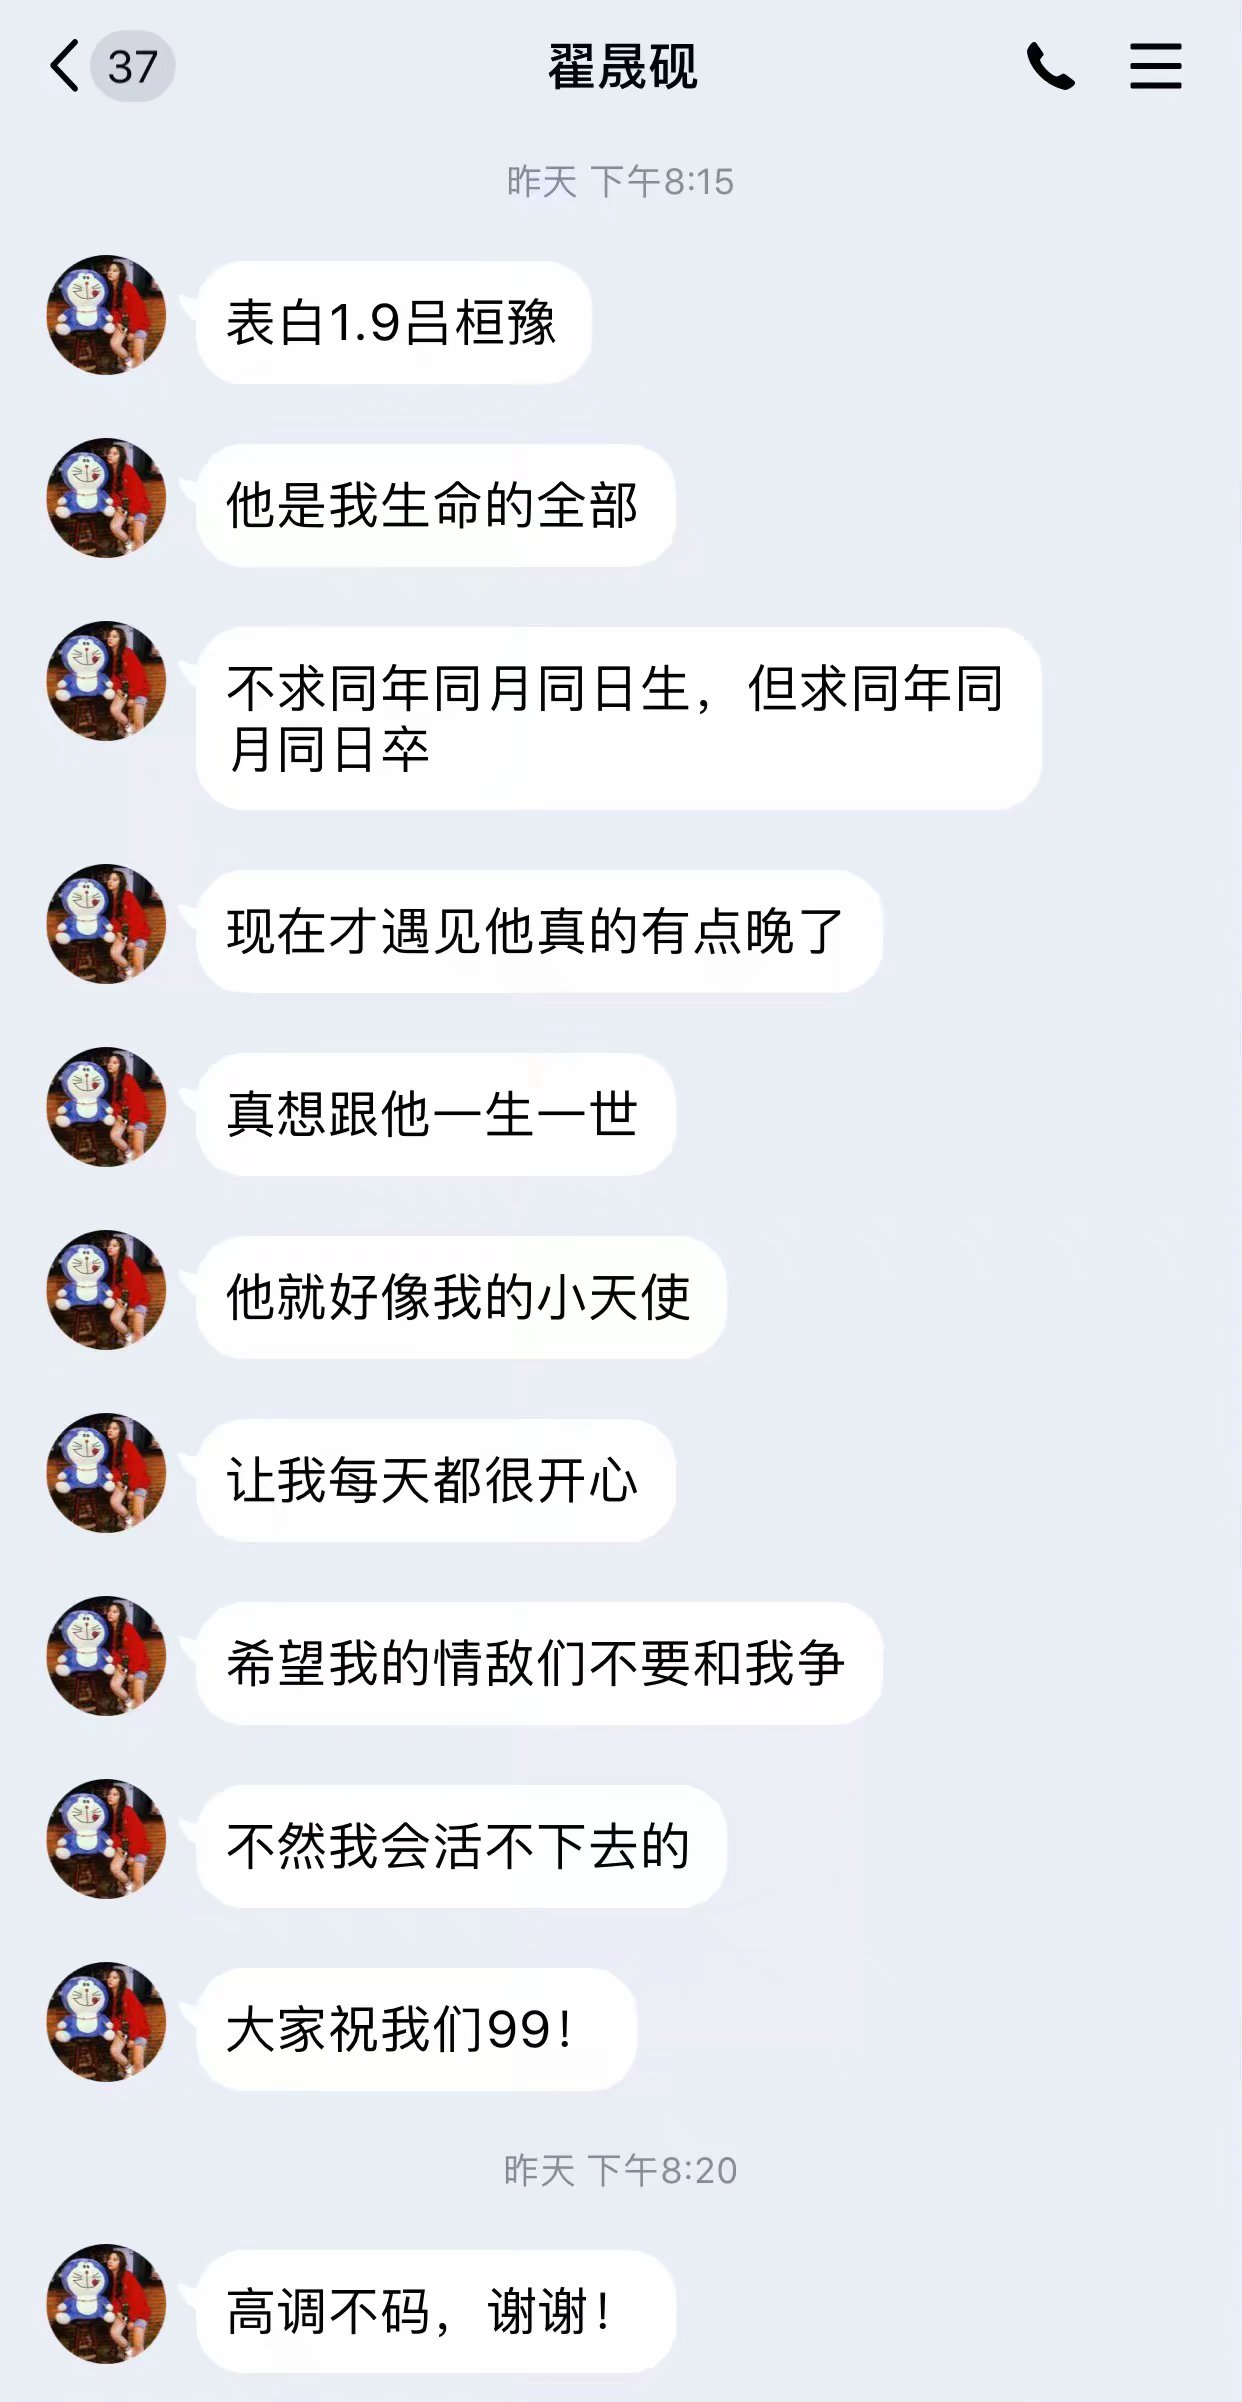 37
翟晟砚
昨天 下午8:15
表白1.9吕桓豫
他是我生命的全部
不求同年同月同日生，但求同年同
月同日卒
现在才遇见他真的有点晚了
真想跟他一生一世
他就好像我的小天使
让我每天都很开心
希望我的情敌们不要和我争
不然我会活不下去的
大家祝我们99！
昨天 下午8:20
高调不码，谢谢！